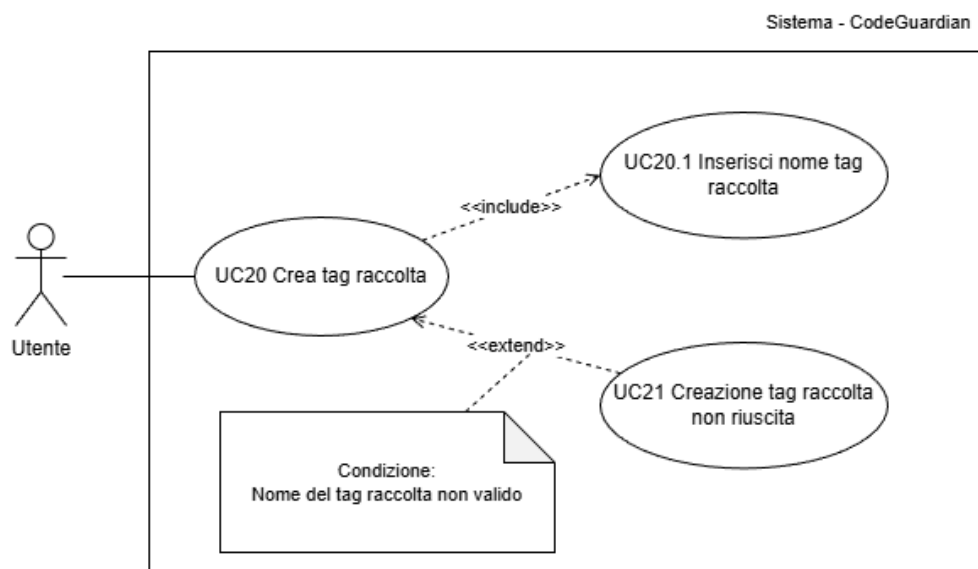 Sistema - CodeGuardian
UC20.1 Inserisci nome tag
raccolta
<<include>>
UC20 Crea tag raccolta
Utente
<<extend>>
UC21 Creazione tag raccolta
non riuscita
Condizione:
Nome del tag raccolta non valido